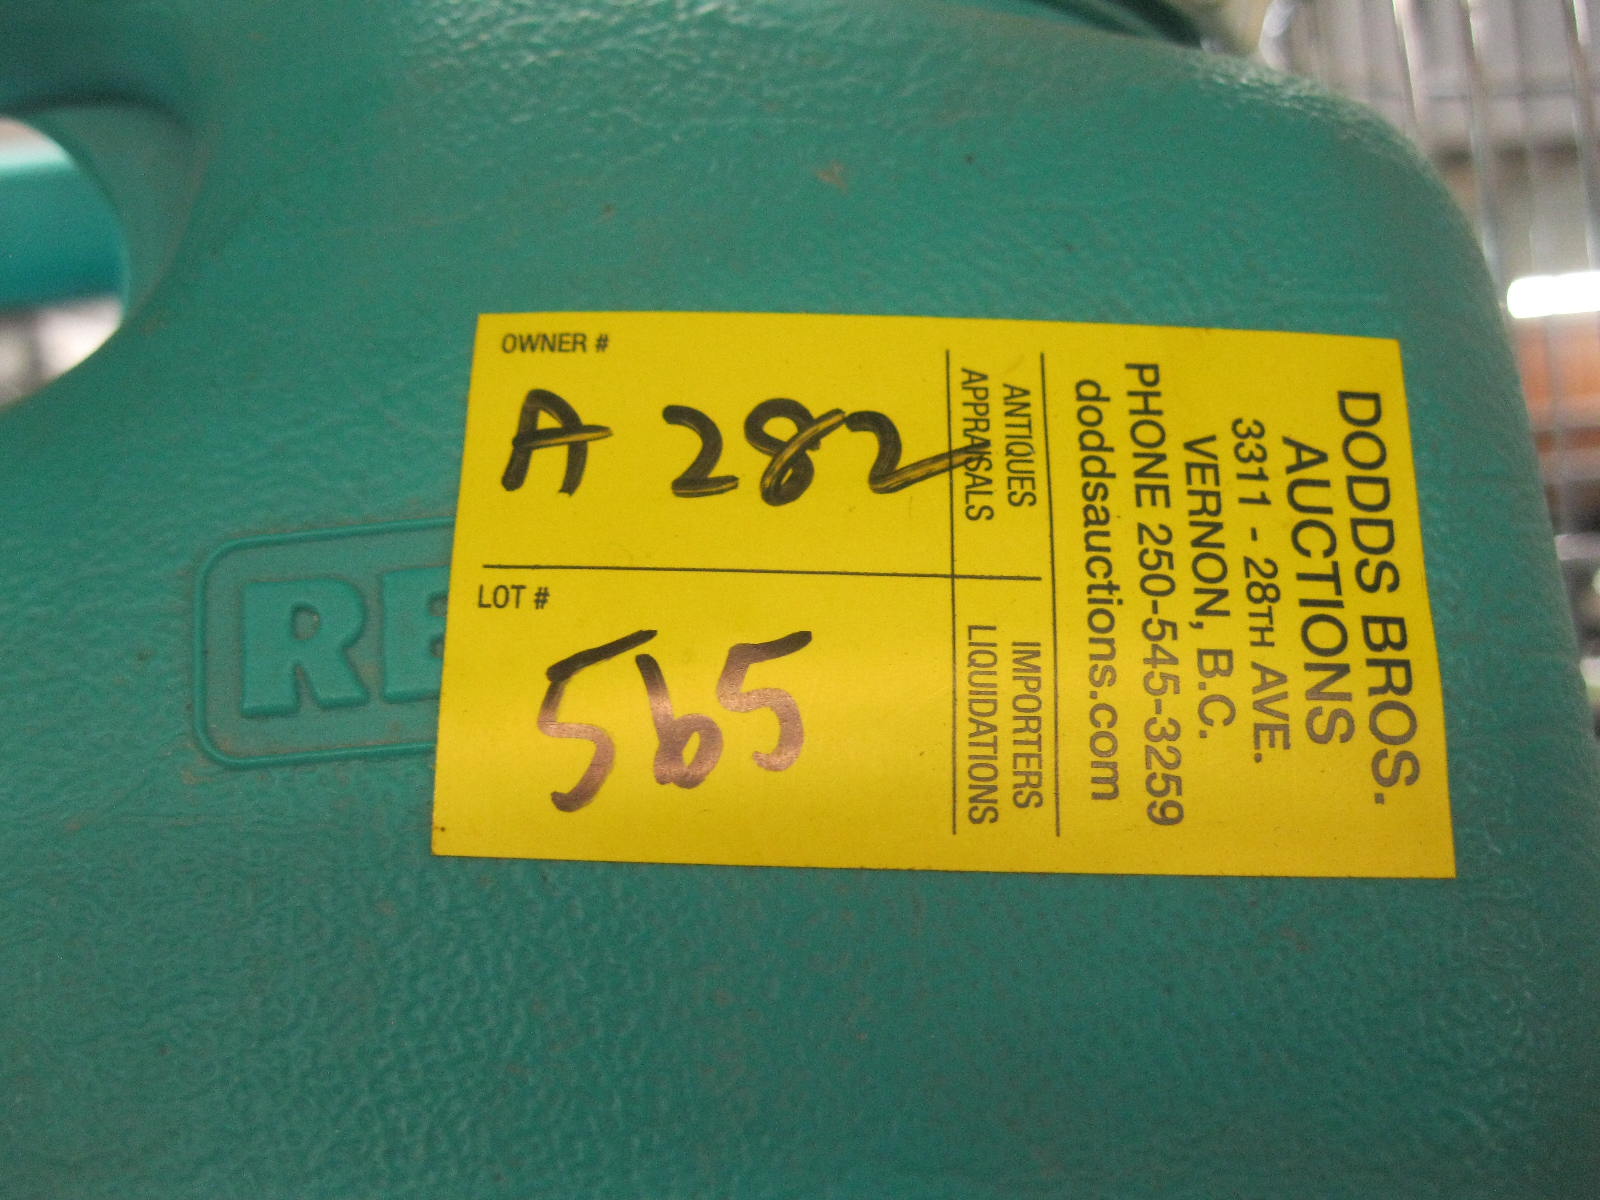 OWNER #
A 282
LOT #
565
ANTIQUES
APPRAISALS
IMPORTERS
LIQUIDATIONS
DODDS BROS.
AUCTIONS
3311 - 28TH AVE.
VERNON, B.C.
PHONE 250-545-3259
doddsauctions.com
RE